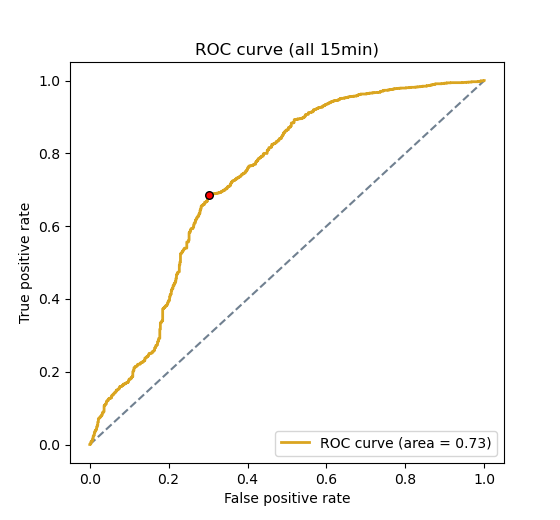 ROC curve (all 15min)
1.0
0.8
0.6
0.4
0.2
0.0
True positive rate
ROC curve (area = 0.73)
0.0 0.2 0.4 0.6 0.8 1.0
False positive rate